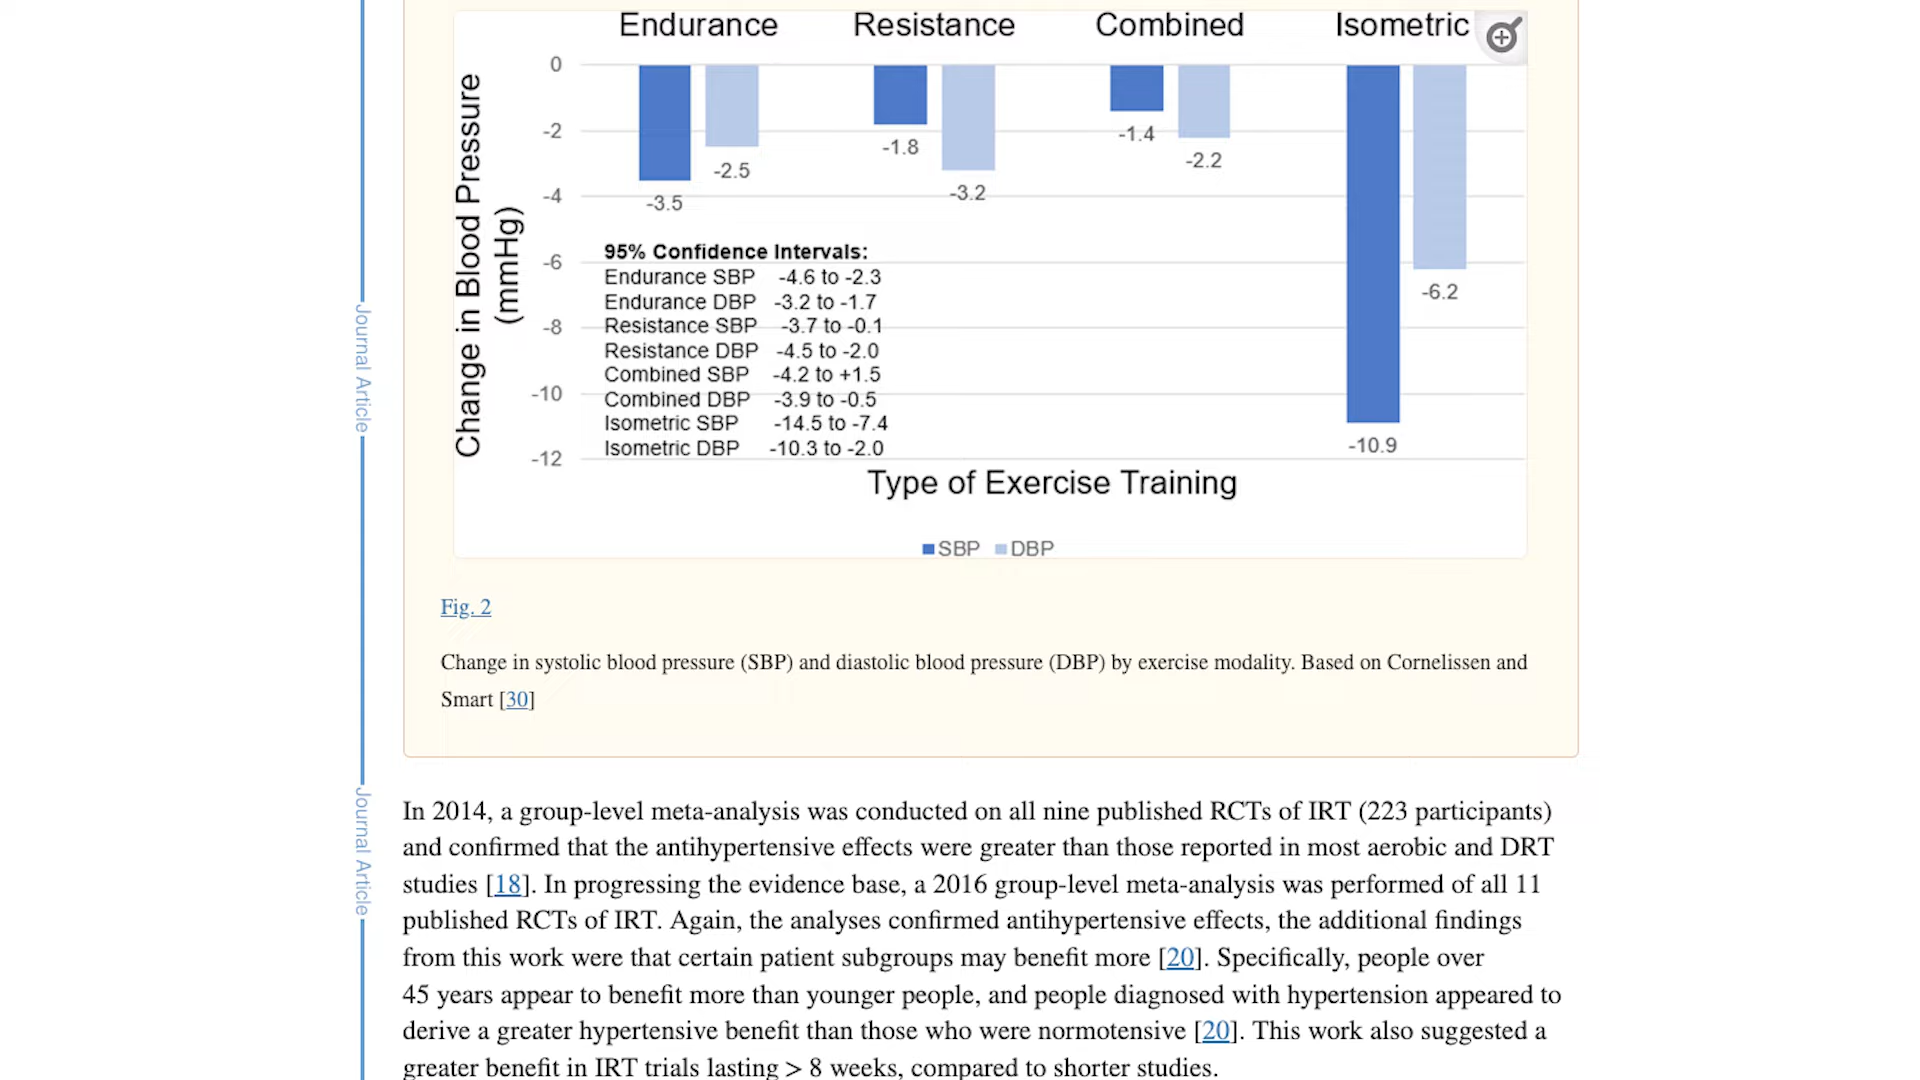 Endurance Resistance Combined Isometric
Change in Blood Pressure
(mmHg)
0
-2
-4
-6
-8
-10
-12
-3.5
-2.5
-1.8
-3.2
-1.4
-2.2
-10.9
-6.2
95% Confidence Intervals:
Endurance SBP -4.6 to -2.3
Endurance DBP -3.2 to -1.7
Resistance SBP -3.7 to -0.1
Resistance DBP -4.5 to -2.0
Combined SBP -4.2 to +1.5
Combined DBP -3.9 to -0.5
Isometric SBP -14.5 to -7.4
Isometric DBP -10.3 to -2.0
Type of Exercise Training
SBP DBP
Journal Article
Journal Article
Fig. 2
Change in systolic blood pressure (SBP) and diastolic blood pressure (DBP) by exercise modality. Based on Cornelissen and
Smart [30]
In 2014, a group-level meta-analysis was conducted on all nine published RCTs of IRT (223 participants)
and confirmed that the antihypertensive effects were greater than those reported in most aerobic and DRT
studies [18]. In progressing the evidence base, a 2016 group-level meta-analysis was performed of all 11
published RCTs of IRT. Again, the analyses confirmed antihypertensive effects, the additional findings
from this work were that certain patient subgroups may benefit more [20]. Specifically, people over
45 years appear to benefit more than younger people, and people diagnosed with hypertension appeared to
derive a greater hypertensive benefit than those who were normotensive [20]. This work also suggested a
greater benefit in IRT trials lasting > 8 weeks, compared to shorter studies.